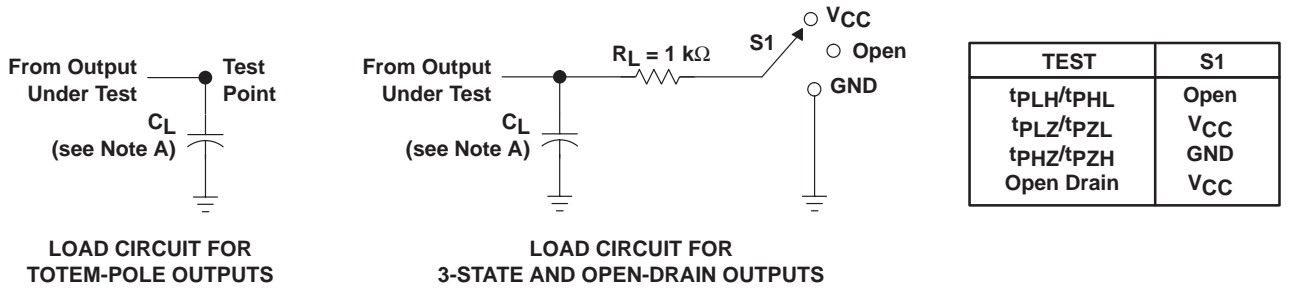 From Output
Under Test
Test
Point
CL
(see Note A)
LOAD CIRCUIT FOR
TOTEM-POLE OUTPUTS
From Output
Under Test
RL = 1 kΩ
S1
VCC
Open
GND
CL
(see Note A)
LOAD CIRCUIT FOR
3-STATE AND OPEN-DRAIN OUTPUTS
TEST S1
tPLH/tPHL Open
tPLZ/tPZL VCC
tPHZ/tPZH GND
Open Drain VCC